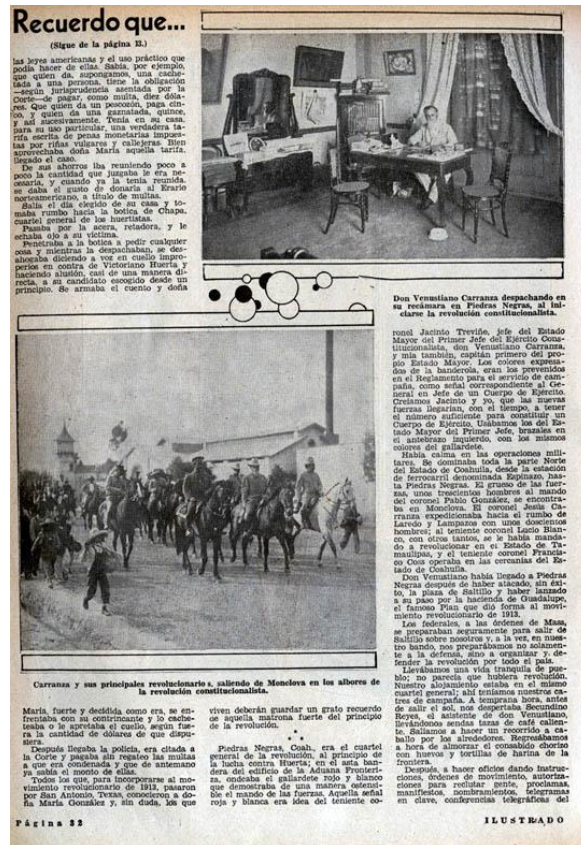 Recuerdo que...
(Sigue de la página 13.)
las leyes americanas y el uso práctico que
podía hacer de ellas. Sabía, por ejemplo,
que quien da, supongamos, una cache-
tada a una persona, tiene la obligación
—según jurisprudencia asentada por la
Corte—de pagar, como multa, diez dóla-
res. Que quien da un pescozón, paga cin-
co, y quien da una gaznatada, quince,
y así sucesivamente. Tenía en su casa,
para su uso particular, una verdadera ta-
rifa escrita de penas monetarias impues-
tas por riñas vulgares y callejeras. Bien
aprovechaba doña María aquella tarifa,
llegado el caso.
De sus ahorros iba reuniendo poco a
poco la cantidad que juzgaba le era ne-
cesaria, y cuando ya la tenía reunida,
se daba el gusto de donarla al Erario
norteamericano, a título de multas.
Salía el día elegido de su casa y to-
maba rumbo hacia la botica de Chapa,
cuartel general de los huertistas.
Pasaba por la acera, retadora, y le
echaba ojo a su víctima.
Penetraba a la botica a pedir cualquier
cosa y mientras la despachaban, se des-
ahogaba diciendo a voz en cuello impro-
perios en contra de Victoriano Huerta y
haciendo alusión, casi de una manera di-
recta, a su candidato escogido desde un
principio. Se armaba el cuento y doña
Don Venustiano Carranza despachando en
su recámara en Piedras Negras, al ini-
ciarse la revolución constitucionalista.
Carranza y sus principales revolucionarios, saliendo de Monclova en los albores de
la revolución constitucionalista.
María, fuerte y decidida como era, se en-
frentaba con su contrincante y lo cache-
teaba o le apretaba el cuello, según fue-
ra la cantidad de dólares de que dispu-
siera.
Después llegaba la policía, era citada a
la Corte y pagaba sin regateo las multas
a que era condenada y que de antemano
ya sabía el monto de ellas.
Todos los que, para incorporarse al mo-
vimiento revolucionario de 1913, pasaron
por San Antonio, Texas, conocieron a do-
ña María González y, sin duda, los que
viven deberán guardar un grato recuerdo
de aquella matrona fuerte del principio
de la revolución.
Piedras Negras, Coah., era el cuartel
general de la revolución, al principio de
la lucha contra Huerta; en el asta ban-
dera del edificio de la Aduana Fronteri-
za, ondeaba el gallardete rojo y blanco
que demostraba de una manera ostensi-
ble el mando de las fuerzas. Aquella señal
roja y blanca era idea del teniente co-
ronel Jacinto Treviño, jefe del Estado
Mayor del Primer Jefe del Ejército Cons-
titucionalista, don Venustiano Carranza,
y mía también, capitán primero del pro-
pio Estado Mayor. Los colores expresa-
dos de la banderola, eran los prevenidos
en el Reglamento para el servicio de cam-
paña, como señal correspondiente al Ge-
neral en Jefe de un Cuerpo de Ejército.
Creíamos Jacinto y yo, que las nuevas
fuerzas llegarían, con el tiempo, a tener
el número suficiente para constituir un
Cuerpo de Ejército. Usábamos los del Es-
tado Mayor del Primer Jefe, brazales en
el antebrazo izquierdo, con los mismos
colores del gallardete.
Había calma en las operaciones mili-
tares. Se dominaba toda la parte Norte
del Estado de Coahuila, desde la estación
de ferrocarril denominada Espinazo, has-
ta Piedras Negras. El grueso de las fuer-
zas, unos trescientos hombres al mando
del coronel Pablo González, se encontra-
ba en Monclova. El coronel Jesús Ca-
rranza expedicionaba hacia el rumbo de
Laredo y Lampazos con unos doscientos
hombres; al teniente coronel Lucio Blan-
co, con otros tantos, se le había manda-
do a revolucionar en el Estado de Ta-
maulipas, y el teniente coronel Francis-
co Coss operaba en las cercanías del Es-
tado de Coahuila.
Don Venustiano había llegado a Piedras
Negras después de haber atacado, sin éxi-
to, la plaza de Saltillo y haber lanzado
a su paso por la hacienda de Guadalupe,
el famoso Plan que dió forma al movi-
miento revolucionario de 1913.
Los federales, a las órdenes de Mass,
se preparaban seguramente para salir de
Saltillo sobre nosotros y, a la vez, en nues-
tro bando, nos preparábamos no solamen-
te a la defensa, sino a organizar y de-
fender la revolución por todo el país.
Llevábamos una vida tranquila de pue-
blo; no parecía que hubiera revolución.
Nuestro alojamiento estaba en el mismo
cuartel general; ahí teníamos nuestros ca-
tres de campaña. A temprana hora, antes
de salir el sol, nos despertaba Secundino
Reyes, el asistente de don Venustiano,
llevándonos sendas tazas de café calien-
te. Salíamos a hacer un recorrido a ca-
ballo por los alrededores. Regresábamos
a hora de almorzar el consabido chorizo
con huevos y tortillas de harina de la
frontera.
Después, a hacer oficios dando instruc-
ciones, órdenes de movimiento, autoriza-
ciones para reclutar gente, proclamas,
manifiestos, nombramientos, telegramas
en clave, conferencias telegráficas del
Página 22
ILUSTRADO